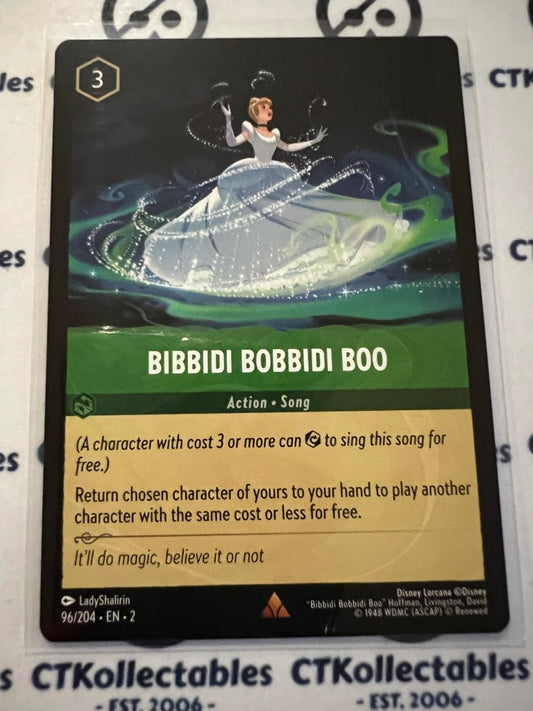 les
s CTK
3
es
s CT
BIBBIDI BOBBIDI BOO
Action • Song
(A character with cost 3 or more can to sing this song for
free.)
Return chosen character of yours to your hand to play another
character with the same cost or less for free.
It'll do magic, believe it or not
LadyShalirin
96/204 • EN • 2
Disney Lorcana ©Disney
"Bibbidi Bobbidi Boo" Hoffman, Livingston, David
© 1948 WDMC (ASCAP) © Renewed
s CTKollectables CTKollectables
- EST. 2006 - - EST. 2006 -